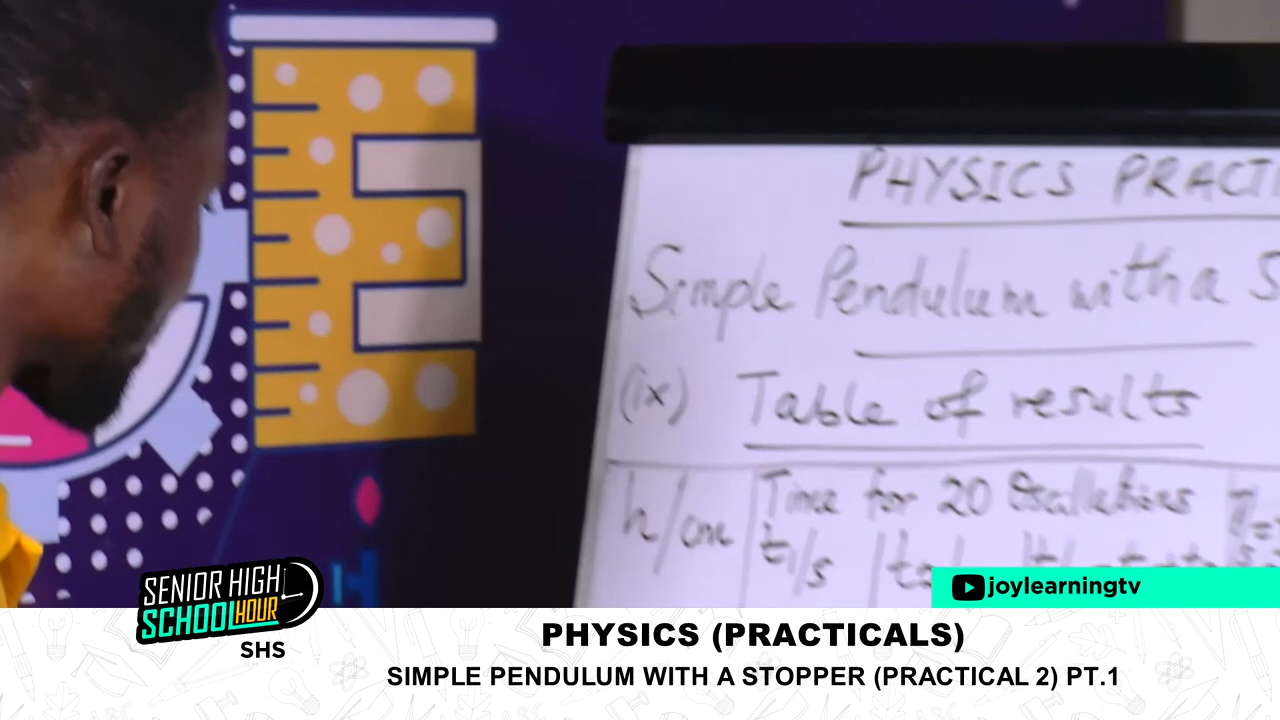 PHYSICS PRACTI
Simple Pendulum with a S
(ix) Table of results
h/cm
Time for 20 Oscillations
t1/s
SENIOR HIGH
SCHOOL HOUR
SHS
joylearningtv
PHYSICS (PRACTICALS)
SIMPLE PENDULUM WITH A STOPPER (PRACTICAL 2) PT.1